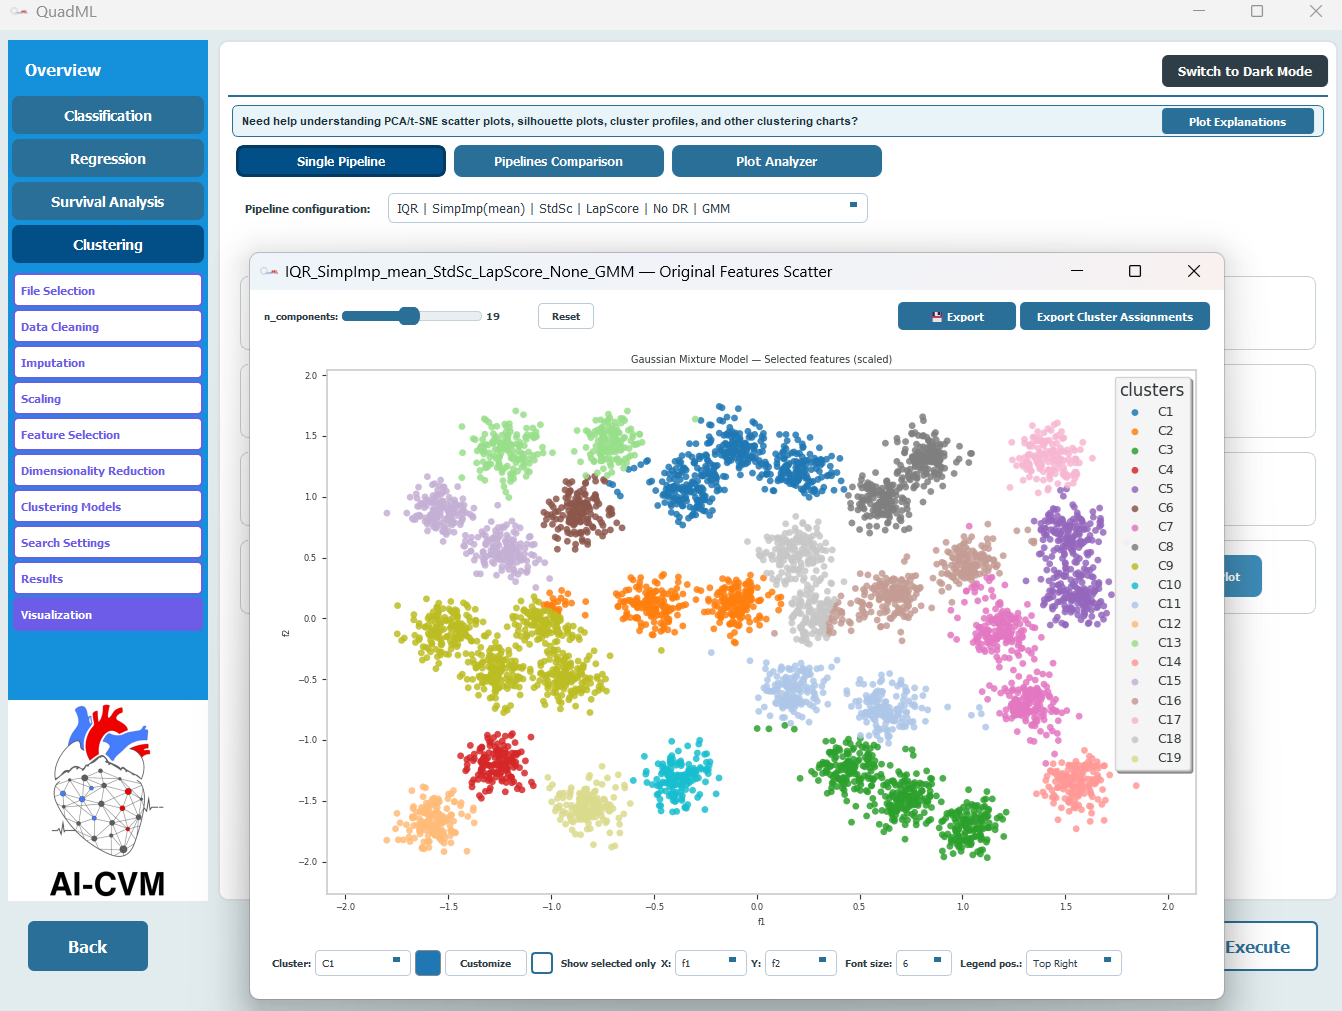 QuadML
Overview
Classification
Regression
Survival Analysis
Clustering
File Selection
Data Cleaning
Imputation
Scaling
Feature Selection
Dimensionality Reduction
Clustering Models
Search Settings
Results
Visualization
AI-CVM
Back
Switch to Dark Mode
Need help understanding PCA/t-SNE scatter plots, silhouette plots, cluster profiles, and other clustering charts?
Plot Explanations
Single Pipeline
Pipelines Comparison
Plot Analyzer
Pipeline configuration:
IQR | SimpImp(mean) | StdSc | LapScore | No DR | GMM
IQR_SimpImp_mean_StdSc_LapScore_None_GMM — Original Features Scatter
n_components:
19
Reset
Export
Export Cluster Assignments
Gaussian Mixture Model — Selected features (scaled)
2.0
1.5
1.0
0.5
0.0
−0.5
−1.0
−1.5
−2.0
f2
−2.0
−1.5
−1.0
−0.5
0.0
0.5
1.0
1.5
2.0
f1
clusters
C1
C2
C3
C4
C5
C6
C7
C8
C9
C10
C11
C12
C13
C14
C15
C16
C17
C18
C19
Cluster:
C1
Customize
Show selected only
X:
f1
Y:
f2
Font size:
6
Legend pos.:
Top Right
lot
Execute